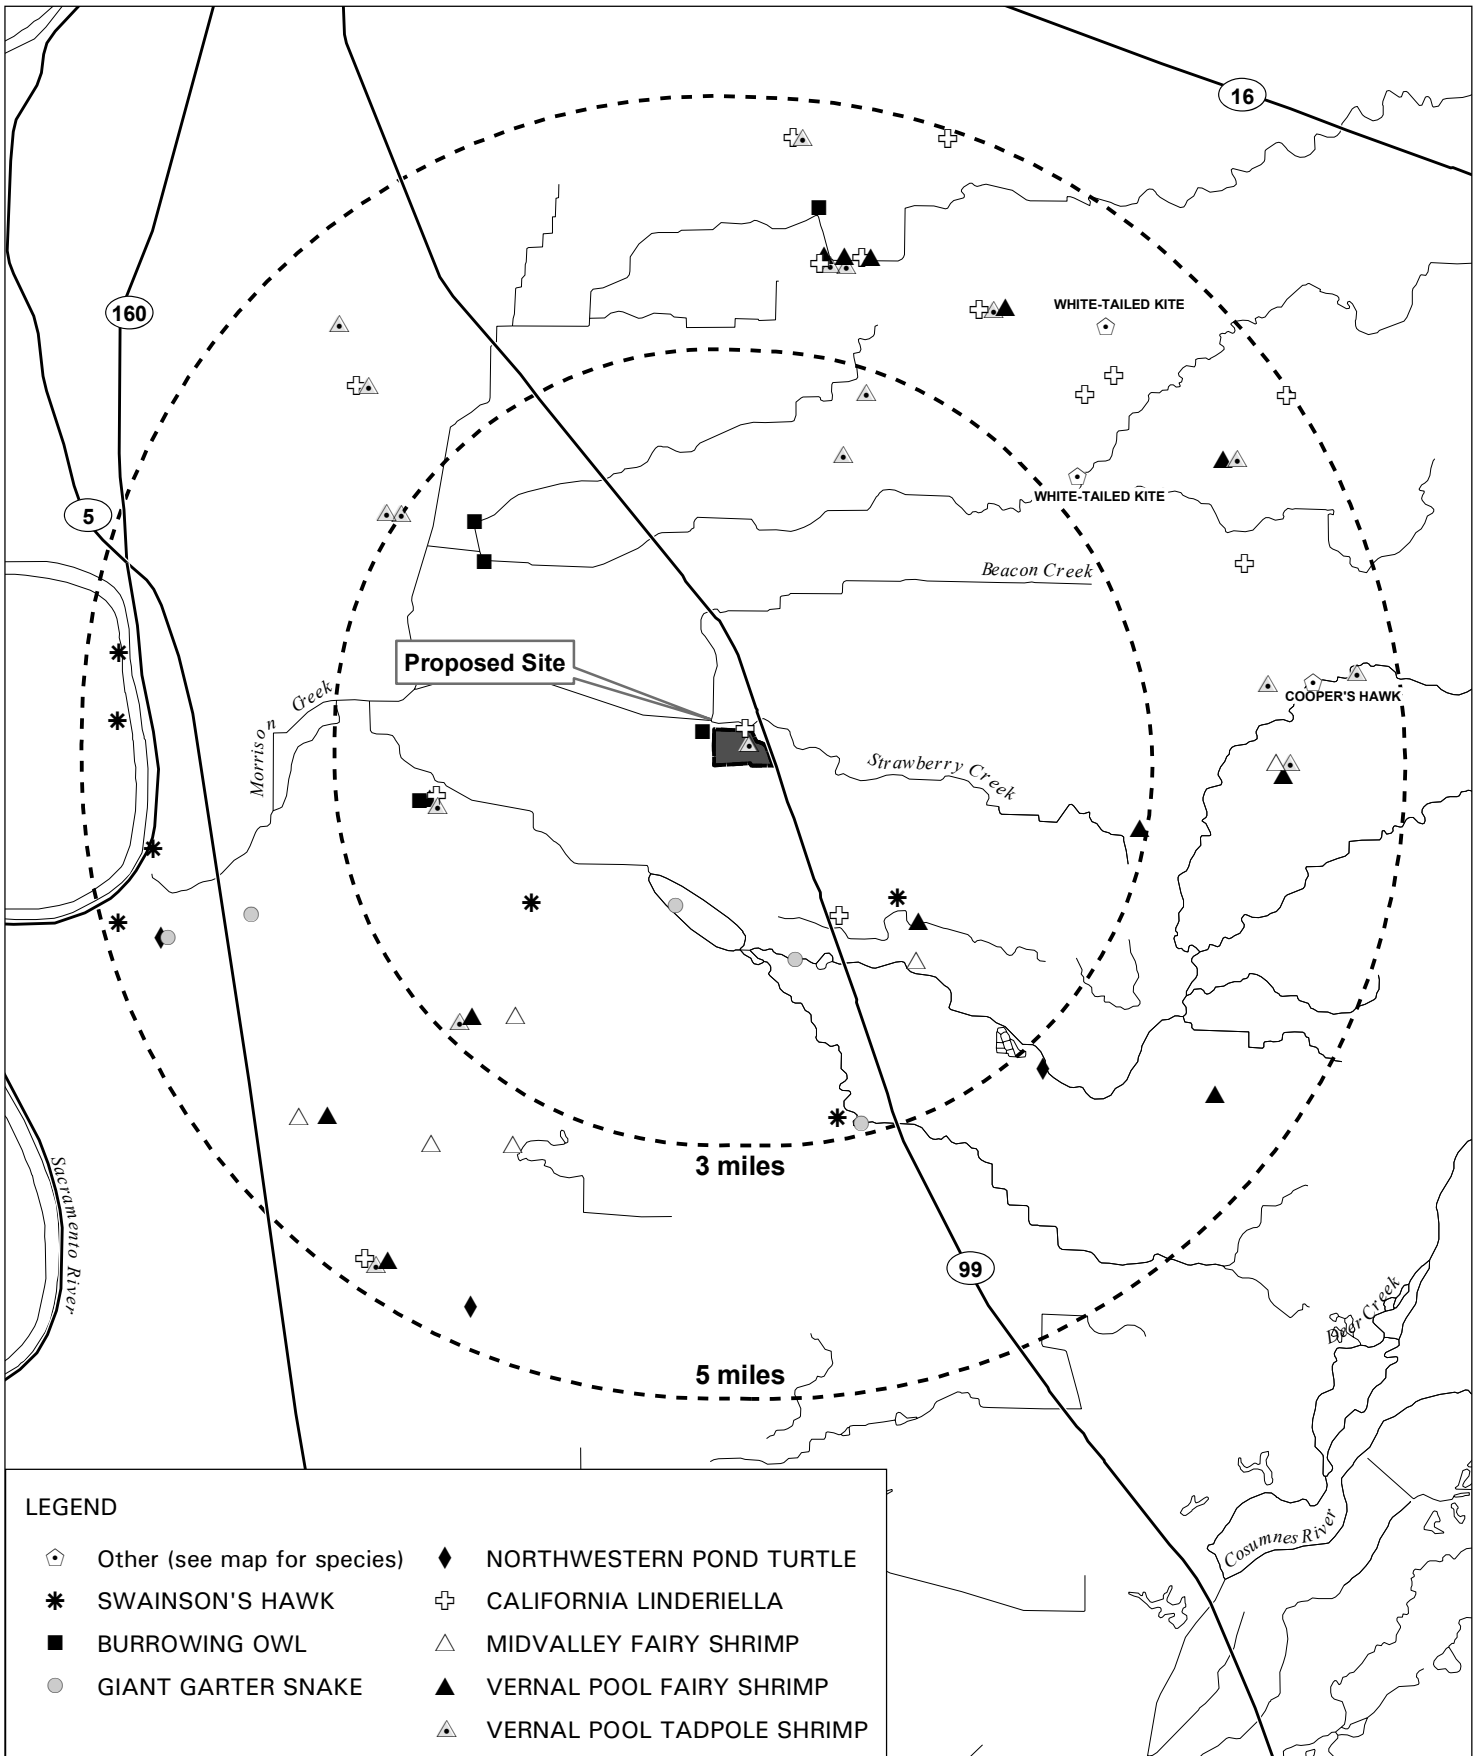 16
160
WHITE-TAILED KITE
5
WHITE-TAILED KITE
Beacon Creek
Proposed Site
Morrison Creek
COOPER'S HAWK
Strawberry Creek
3 miles
Sacramento River
99
Deer Creek
5 miles
Cosumnes River
LEGEND
Other (see map for species)
SWAINSON'S HAWK
BURROWING OWL
GIANT GARTER SNAKE
NORTHWESTERN POND TURTLE
CALIFORNIA LINDERIELLA
MIDVALLEY FAIRY SHRIMP
VERNAL POOL FAIRY SHRIMP
VERNAL POOL TADPOLE SHRIMP